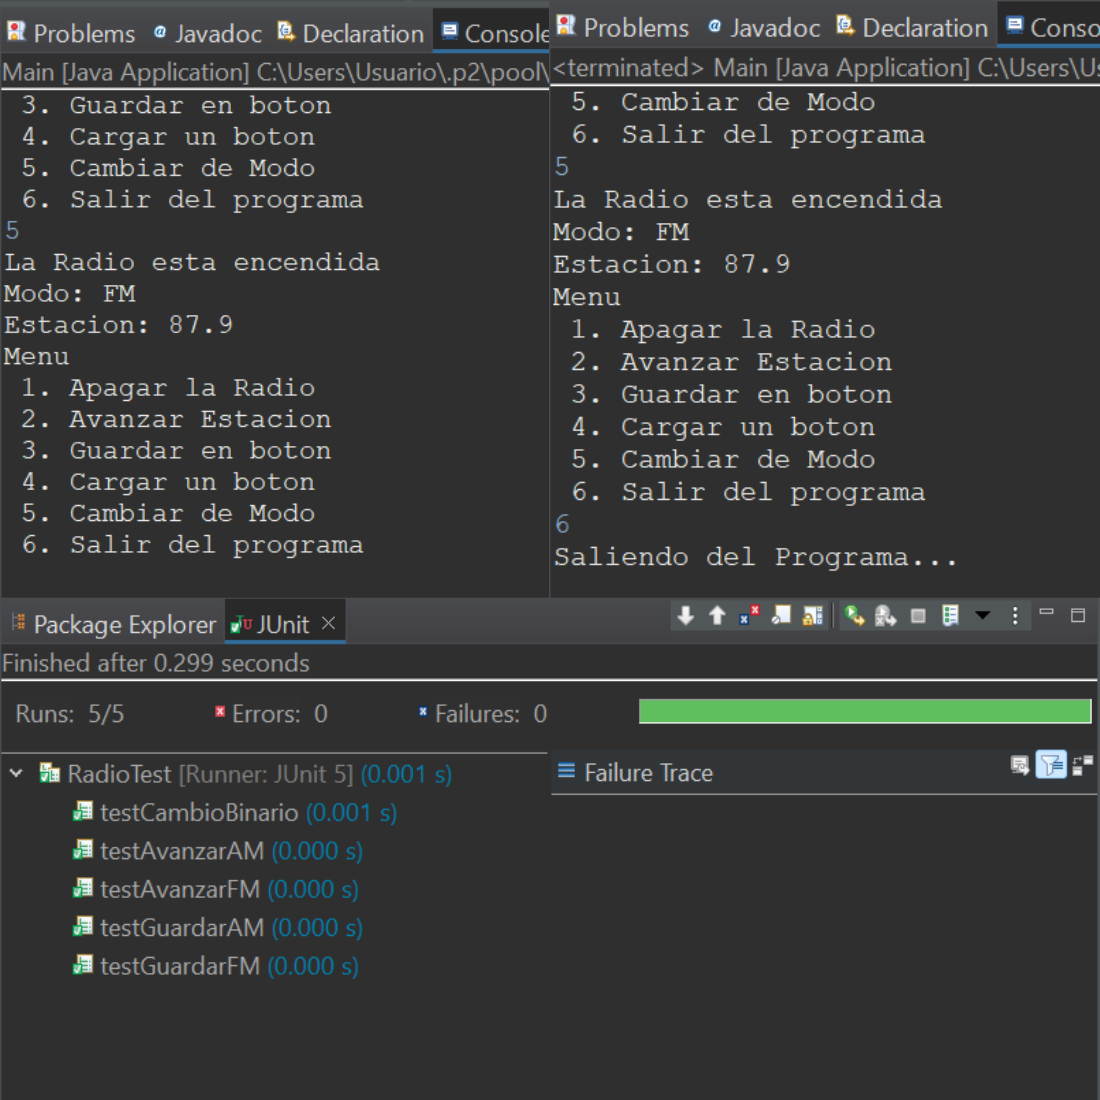 Problems Javadoc Declaration Console
Main [Java Application] C:\Users\Usuario\.p2\pool\
3. Guardar en boton
4. Cargar un boton
5. Cambiar de Modo
6. Salir del programa
5
La Radio esta encendida
Modo: FM
Estacion: 87.9
Menu
1. Apagar la Radio
2. Avanzar Estacion
3. Guardar en boton
4. Cargar un boton
5. Cambiar de Modo
6. Salir del programa
Problems Javadoc Declaration Conso
<terminated> Main [Java Application] C:\Users\Us
5. Cambiar de Modo
6. Salir del programa
5
La Radio esta encendida
Modo: FM
Estacion: 87.9
Menu
1. Apagar la Radio
2. Avanzar Estacion
3. Guardar en boton
4. Cargar un boton
5. Cambiar de Modo
6. Salir del programa
6
Saliendo del Programa...
Package Explorer JUnit
Finished after 0.299 seconds
Runs: 5/5 Errors: 0 Failures: 0
RadioTest [Runner: JUnit 5] (0.001 s)
testCambioBinario (0.001 s)
testAvanzarAM (0.000 s)
testAvanzarFM (0.000 s)
testGuardarAM (0.000 s)
testGuardarFM (0.000 s)
Failure Trace